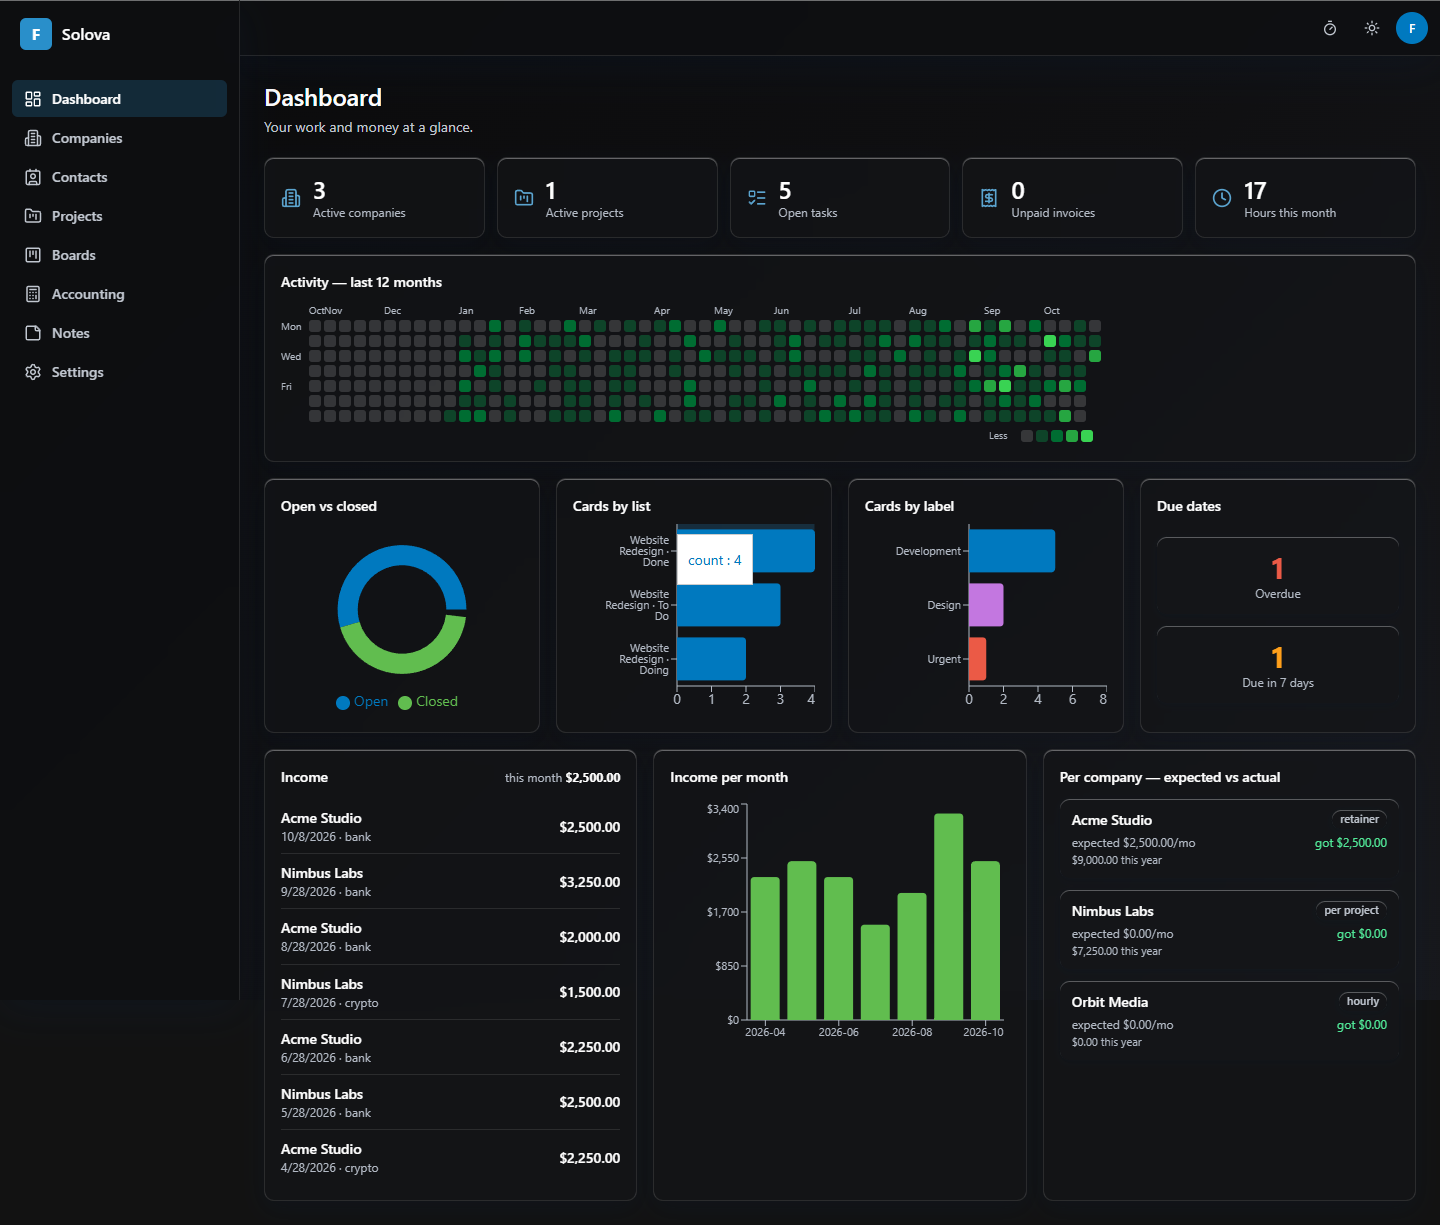 F Solova
F
Dashboard
Companies
Contacts
Projects
Boards
Accounting
Notes
Settings
Dashboard
Your work and money at a glance.
3
Active companies
1
Active projects
5
Open tasks
0
Unpaid invoices
17
Hours this month
Activity — last 12 months
OctNov Dec Jan Feb Mar Apr May Jun Jul Aug Sep Oct
Mon
Wed
Fri
Less
Open vs closed
Open Closed
Cards by list
Website
Redesign ·
Done
count : 4
Website
Redesign · To
Do
Website
Redesign ·
Doing
0 1 2 3 4
Cards by label
Development
Design
Urgent
0 2 4 6 8
Due dates
1
Overdue
1
Due in 7 days
Income this month $2,500.00
Acme Studio
10/8/2026 · bank
$2,500.00
Nimbus Labs
9/28/2026 · bank
$3,250.00
Acme Studio
8/28/2026 · bank
$2,000.00
Nimbus Labs
7/28/2026 · crypto
$1,500.00
Acme Studio
6/28/2026 · bank
$2,250.00
Nimbus Labs
5/28/2026 · bank
$2,500.00
Acme Studio
4/28/2026 · crypto
$2,250.00
Income per month
$3,400
$2,550
$1,700
$850
$0
2026-04 2026-06 2026-08 2026-10
Per company — expected vs actual
Acme Studio retainer
expected $2,500.00/mo got $2,500.00
$9,000.00 this year
Nimbus Labs per project
expected $0.00/mo got $0.00
$7,250.00 this year
Orbit Media hourly
expected $0.00/mo got $0.00
$0.00 this year